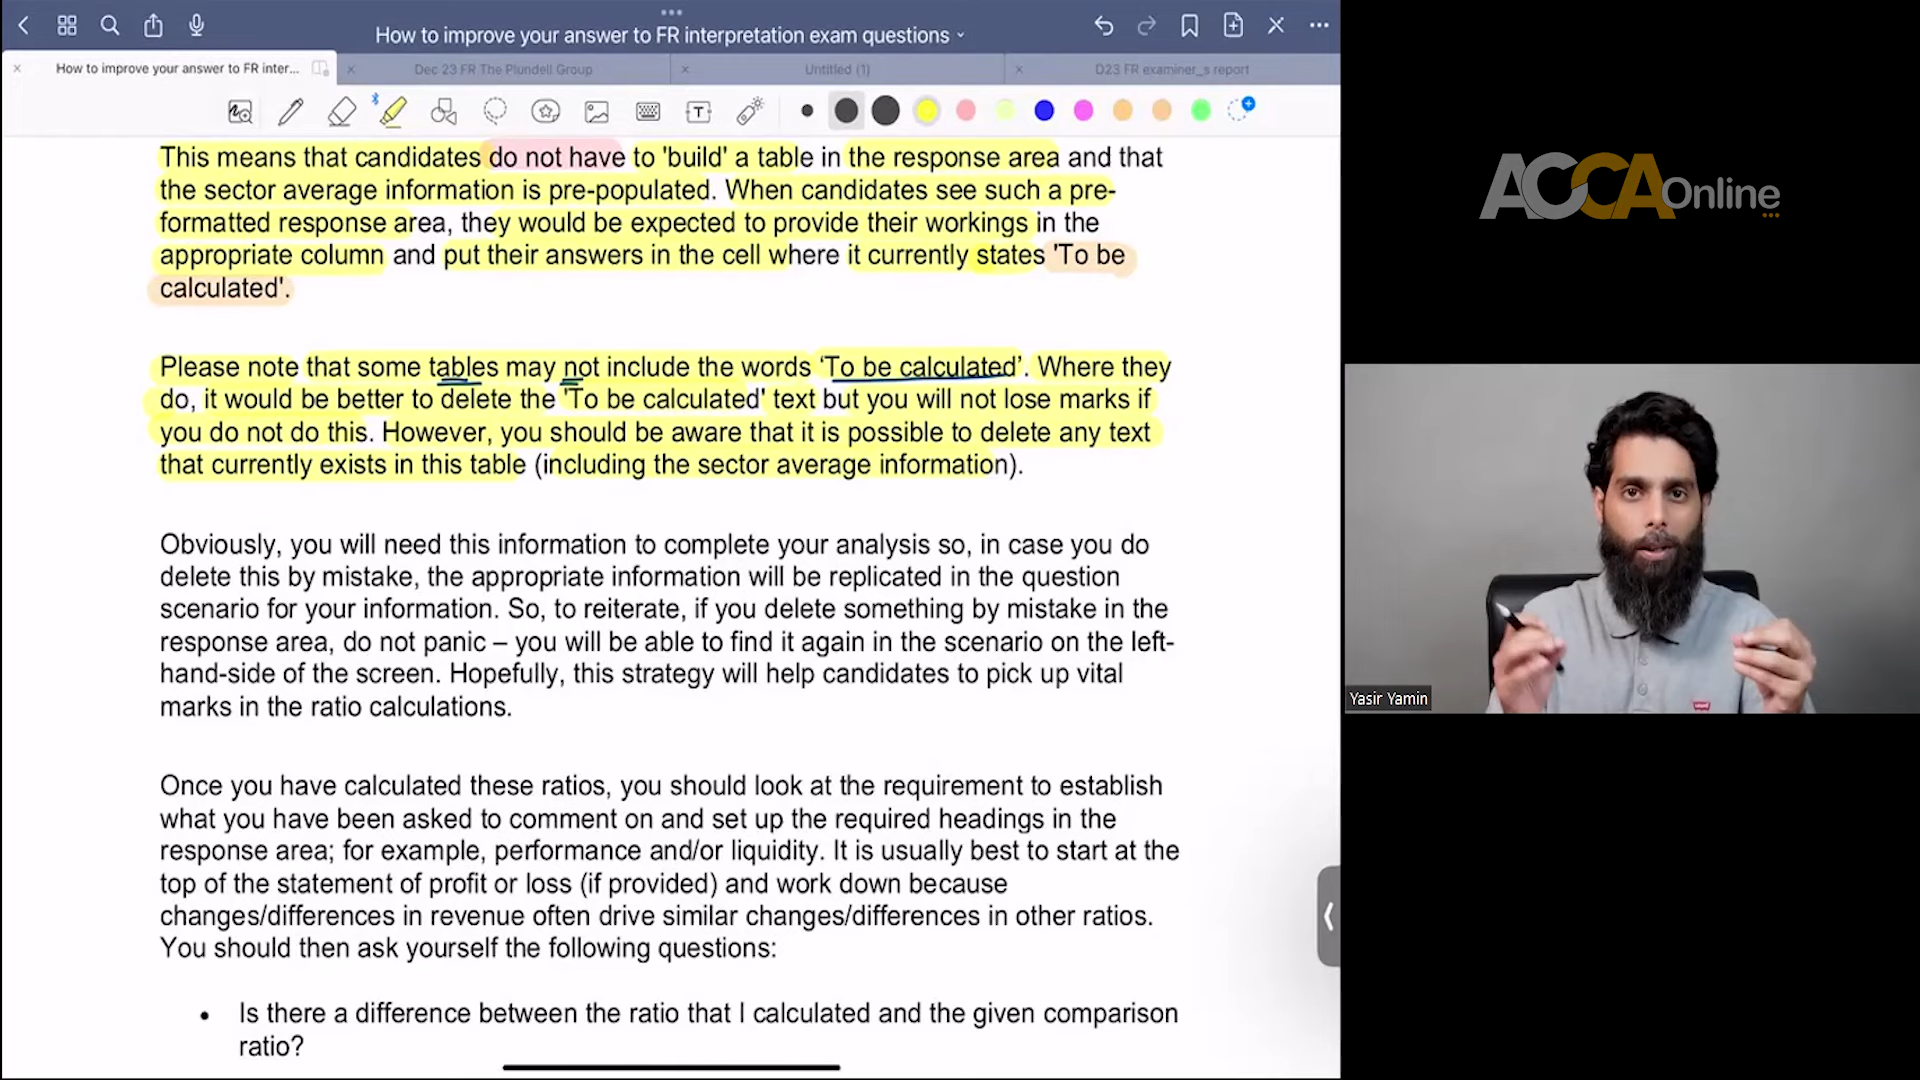 How to improve your answer to FR interpretation exam questions
How to improve your answer to FR inter...
Dec 23 FR The Plundell Group
Untitled (1)
D23 FR examiner_s report
This means that candidates do not have to 'build' a table in the response area and that
the sector average information is pre-populated. When candidates see such a pre-
formatted response area, they would be expected to provide their workings in the
appropriate column and put their answers in the cell where it currently states 'To be
calculated'.
Please note that some tables may not include the words ‘To be calculated’. Where they
do, it would be better to delete the 'To be calculated' text but you will not lose marks if
you do not do this. However, you should be aware that it is possible to delete any text
that currently exists in this table (including the sector average information).
Obviously, you will need this information to complete your analysis so, in case you do
delete this by mistake, the appropriate information will be replicated in the question
scenario for your information. So, to reiterate, if you delete something by mistake in the
response area, do not panic – you will be able to find it again in the scenario on the left-
hand-side of the screen. Hopefully, this strategy will help candidates to pick up vital
marks in the ratio calculations.
Once you have calculated these ratios, you should look at the requirement to establish
what you have been asked to comment on and set up the required headings in the
response area; for example, performance and/or liquidity. It is usually best to start at the
top of the statement of profit or loss (if provided) and work down because
changes/differences in revenue often drive similar changes/differences in other ratios.
You should then ask yourself the following questions:
• Is there a difference between the ratio that I calculated and the given comparison
ratio?
ACCA Online
Yasir Yamin